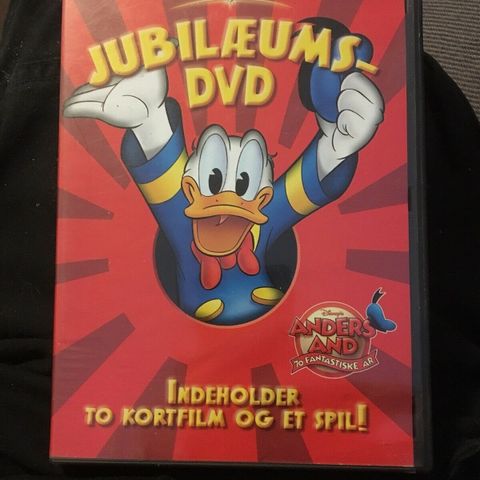 JUBILÆUMS-
DVD
Disney's
ANDERS
AND
70 FANTASTISKE ÅR
INDEHOLDER
TO KORTFILM OG ET SPIL!